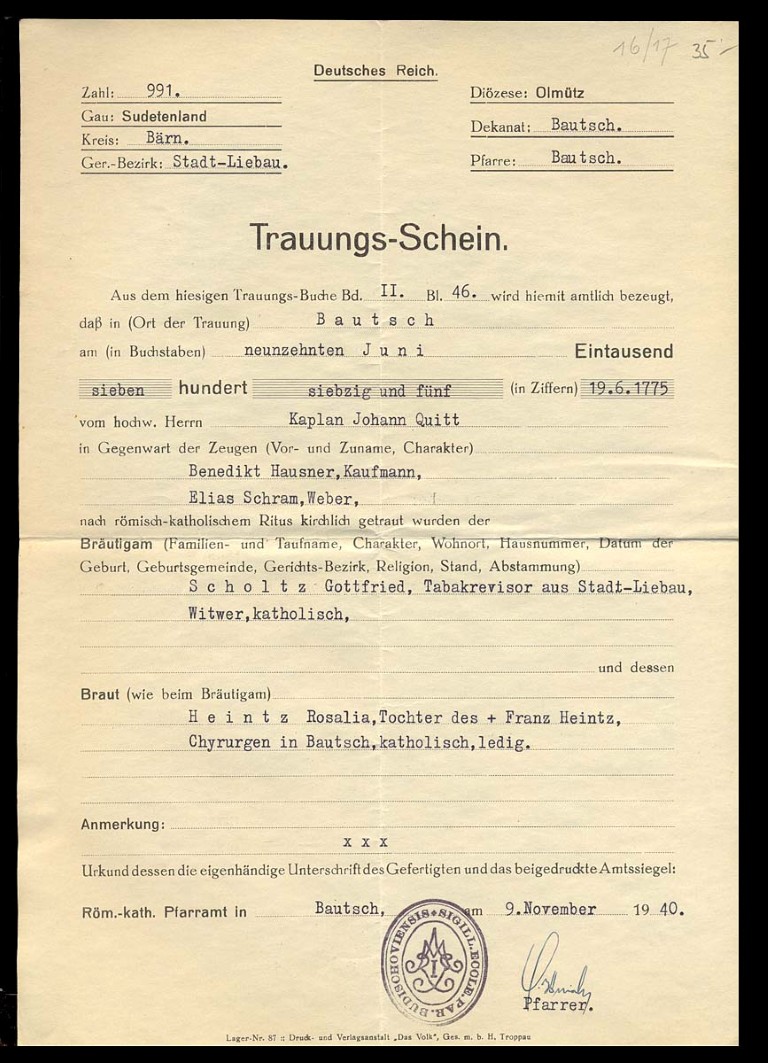 16/17 35
Deutsches Reich.
Zahl: 991.
Diözese: Olmütz
Gau: Sudetenland
Dekanat: Bautsch.
Kreis: Bärn.
Ger.-Bezirk: Stadt-Liebau.
Pfarre: Bautsch.
Trauungs-Schein.
Aus dem hiesigen Trauungs-Buche Bd. II. Bl. 46. wird hiemit amtlich bezeugt,
daß in (Ort der Trauung) Bautsch
am (in Buchstaben) neunzehnten Juni Eintausend
sieben hundert siebzig und fünf (in Ziffern) 19.6.1775
vom hochw. Herrn Kaplan Johann Quitt
in Gegenwart der Zeugen (Vor- und Zuname, Charakter)
Benedikt Hausner,Kaufmann,
Elias Schram,Weber,
nach römisch-katholischem Ritus kirchlich getraut wurden der
Bräutigam (Familien- und Taufname, Charakter, Wohnort, Hausnummer, Datum der
Geburt, Geburtsgemeinde, Gerichts-Bezirk, Religion, Stand, Abstammung)
Scholtz Gottfried, Tabakrevisor aus Stadt-Liebau,
Witwer,katholisch,
und dessen
Braut (wie beim Bräutigam)
Heintz Rosalia,Tochter des + Franz Heintz,
Chyrurgen in Bautsch,katholisch,ledig.
Anmerkung:
x x x
Urkund dessen die eigenhändige Unterschrift des Gefertigten und das beigedruckte Amtssiegel:
Röm.-kath. Pfarramt in Bautsch, am 9.November 1940.
SIGILL.ECCLE.PAR.BUDISCHOVIENSIS
Pfarrer.
Lager-Nr. 87 :: Druck- und Verlagsanstalt „Das Volk", Ges. m. b. H. Troppau